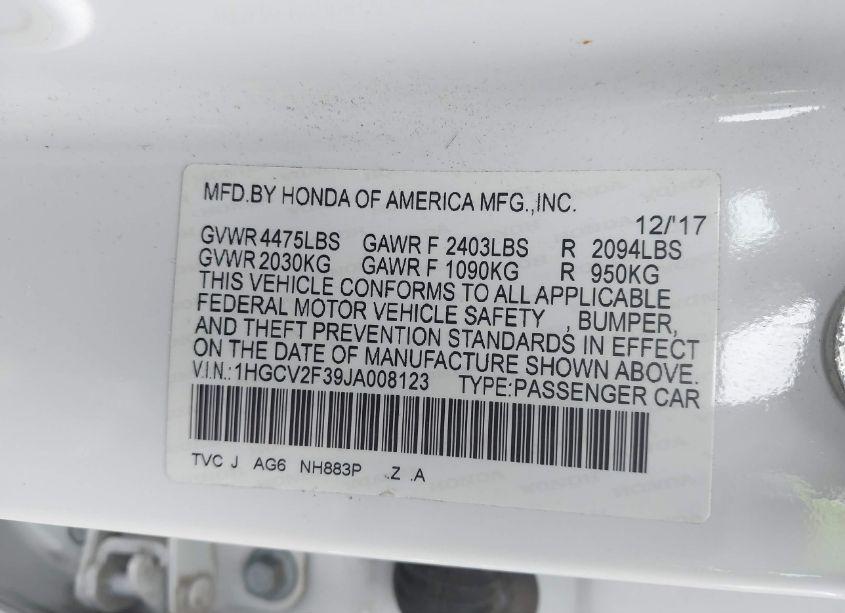 MFD.BY HONDA OF AMERICA MFG.,INC.
12/'17
GVWR 4475LBS GAWR F 2403LBS R 2094LBS
GVWR 2030KG GAWR F 1090KG R 950KG
THIS VEHICLE CONFORMS TO ALL APPLICABLE
FEDERAL MOTOR VEHICLE SAFETY , BUMPER,
AND THEFT PREVENTION STANDARDS IN EFFECT
ON THE DATE OF MANUFACTURE SHOWN ABOVE.
V.I.N.:1HGCV2F39JA008123 TYPE:PASSENGER CAR
TVC J AG6 NH883P .Z .A